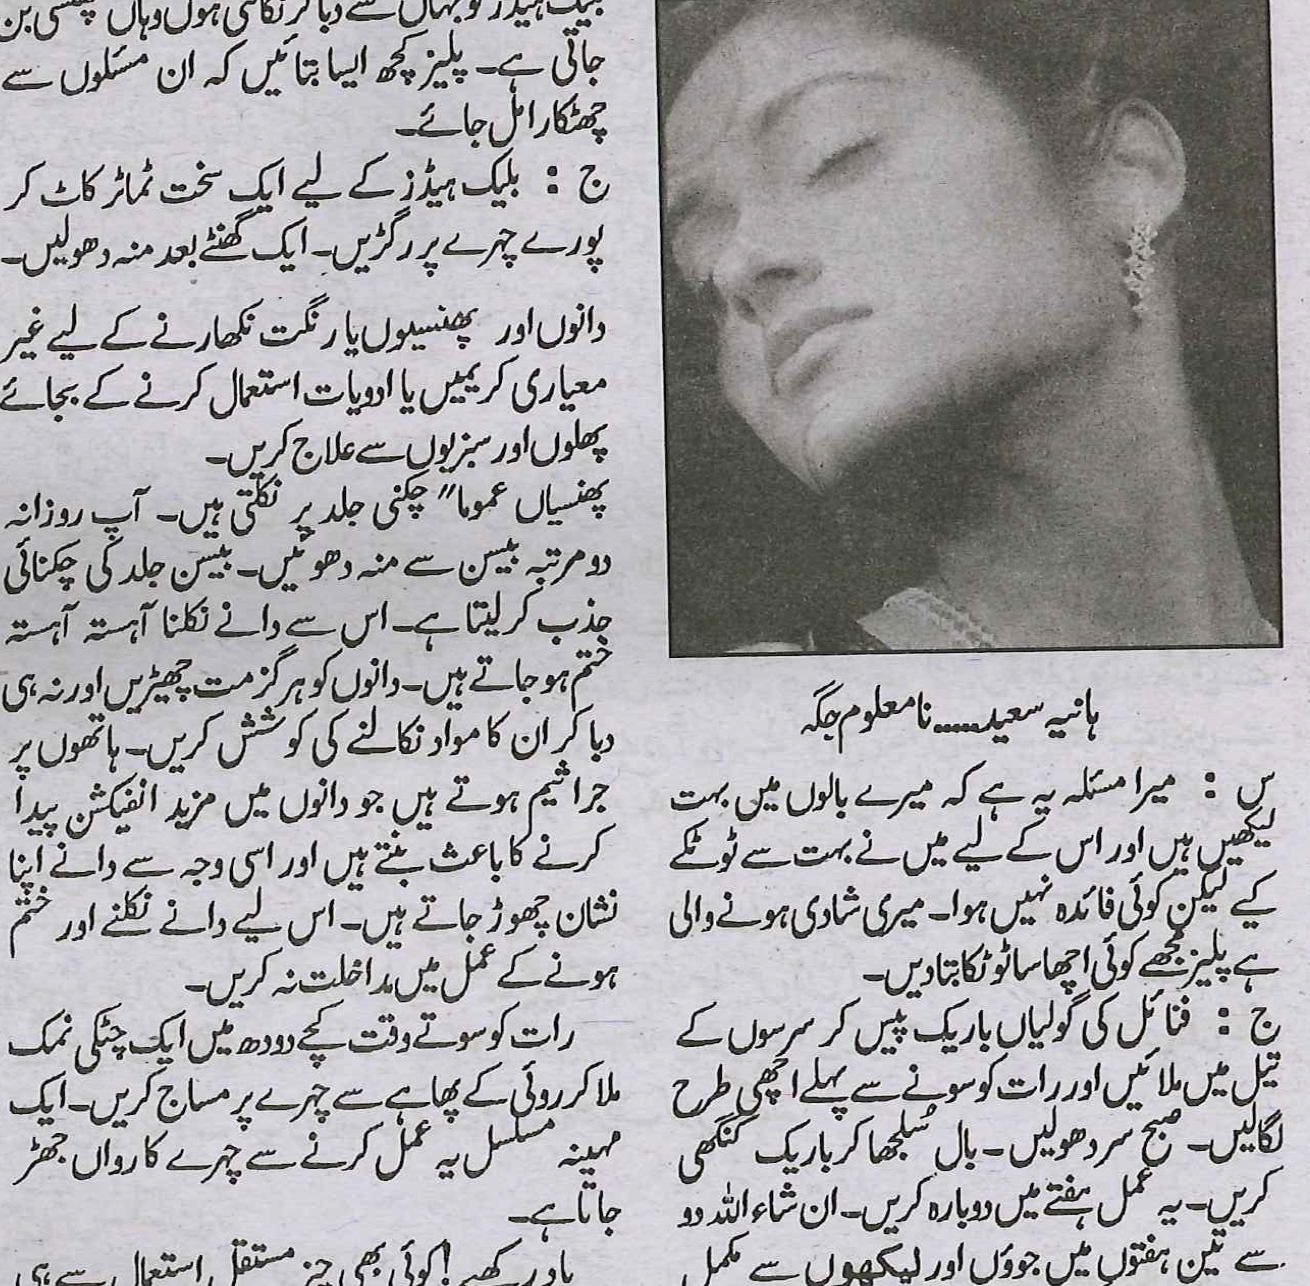 ہانیہ سعید.....نامعلوم جگہ
س : میرا مسئلہ یہ ہے کہ میرے بالوں میں بہت
لیکھیں ہیں اور اس کے لیے میں نے بہت سے ٹوٹکے
کیے لیکن کوئی فائدہ نہیں ہوا۔ میری شادی ہونے والی
ہے پلیز مجھے کوئی اچھا سا ٹوٹکا بتا دیں۔
ج : فنائل کی گولیاں باریک پیس کر سرسوں کے
تیل میں ملائیں اور رات کو سونے سے پہلے اچھی طرح
لگالیں۔ صبح سر دھولیں۔ بال سُلجھا کر باریک کنگھی
کریں۔ یہ عمل ہفتے میں دوبارہ کریں۔ ان شاء اللہ دو
سے تین ہفتوں میں جوؤں اور لیکھوں سے مکمل
بلیک ہیڈز کو جہاں سے دبا کر نکالتی ہوں وہاں پھنسی بن
جاتی ہے۔ پلیز کچھ ایسا بتائیں کہ ان مسئلوں سے
چھٹکارا مل جائے۔
ج : بلیک ہیڈز کے لیے ایک سخت ٹماٹر کاٹ کر
پورے چہرے پر رگڑیں۔ ایک گھنٹے بعد منہ دھولیں۔
دانوں اور پھنسیوں یا رنگت نکھارنے کے لیے غیر
معیاری کریمیں یا ادویات استعمال کرنے کے بجائے
پھلوں اور سبزیوں سے علاج کریں۔
پھنسیاں عموما" چکنی جلد پر نکلتی ہیں۔ آپ روزانہ
دو مرتبہ بیسن سے منہ دھوئیں۔ بیسن جلد کی چکنائی
جذب کرلیتا ہے۔ اس سے دانے نکلنا آہستہ آہستہ
ختم ہو جاتے ہیں۔ دانوں کو ہرگز مت چھیڑیں اور نہ ہی
دبا کر ان کا مواد نکالنے کی کوشش کریں۔ ہاتھوں پر
جراثیم ہوتے ہیں جو دانوں میں مزید انفیکشن پیدا
کرنے کا باعث بنتے ہیں اور اسی وجہ سے دانے اپنا
نشان چھوڑ جاتے ہیں۔ اس لیے دانے نکلنے اور ختم
ہونے کے عمل میں مداخلت نہ کریں۔
رات کو سوتے وقت کچے دودھ میں ایک چٹکی نمک
ملا کر روئی کے پھاہے سے چہرے پر مساج کریں۔ ایک
مہینہ مسلسل یہ عمل کرنے سے چہرے کا رواں جھڑ
جاتا ہے۔
یاد رکھیے! کوئی بھی چیز مستقل استعمال سے ہی